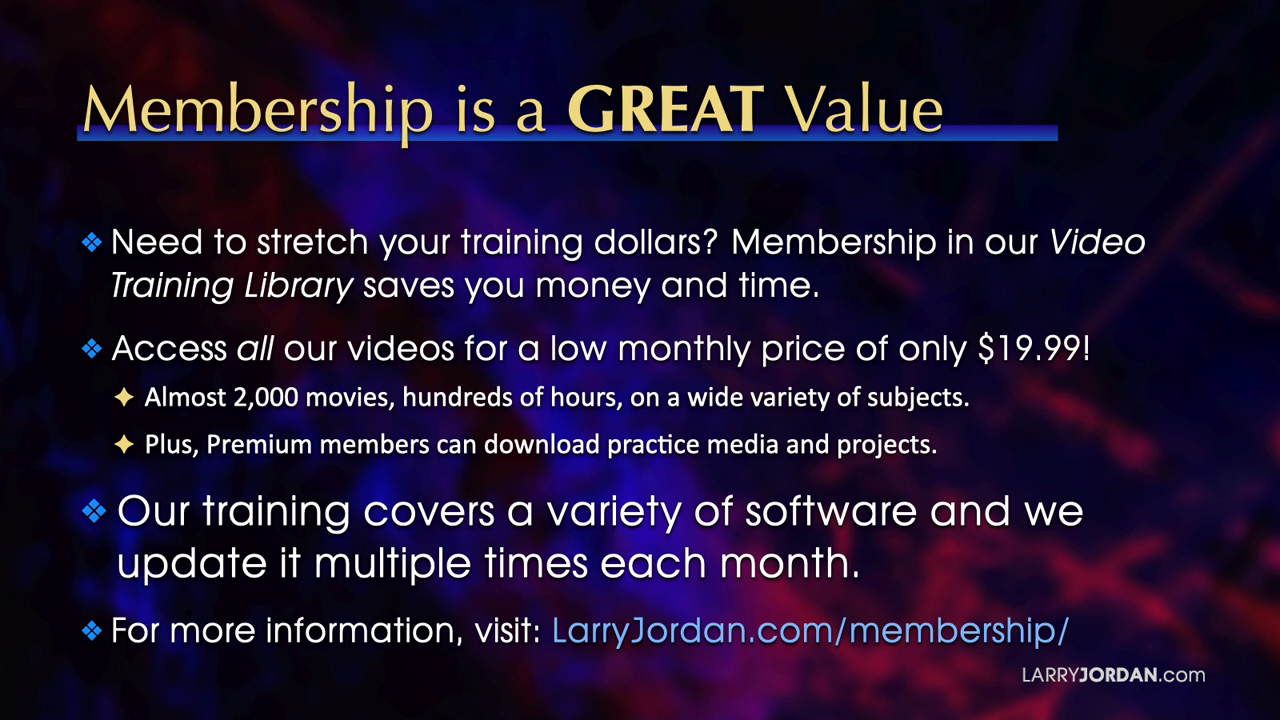 Membership is a GREAT Value
❖ Need to stretch your training dollars? Membership in our Video
Training Library saves you money and time.
❖ Access all our videos for a low monthly price of only $19.99!
✦ Almost 2,000 movies, hundreds of hours, on a wide variety of subjects.
✦ Plus, Premium members can download practice media and projects.
❖ Our training covers a variety of software and we
update it multiple times each month.
❖ For more information, visit: LarryJordan.com/membership/
LARRYJORDAN.com